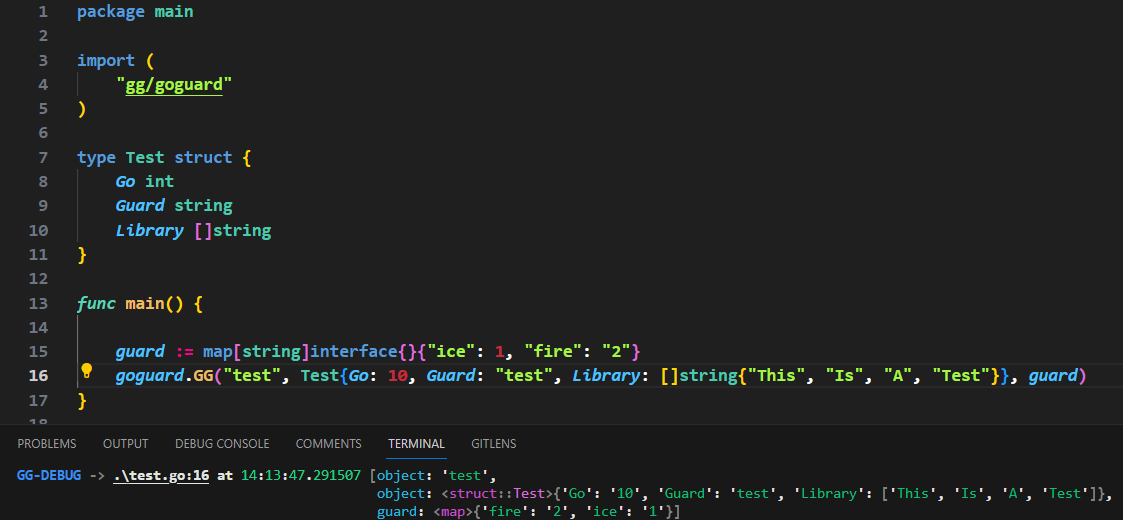 1 package main
2
3 import (
4 "gg/goguard"
5 )
6
7 type Test struct {
8 Go int
9 Guard string
10 Library []string
11 }
12
13 func main() {
14
15 guard := map[string]interface{}{"ice": 1, "fire": "2"}
16 goguard.GG("test", Test{Go: 10, Guard: "test", Library: []string{"This", "Is", "A", "Test"}}, guard)
17 }
18
PROBLEMS OUTPUT DEBUG CONSOLE COMMENTS TERMINAL GITLENS
GG-DEBUG -> .\test.go:16 at 14:13:47.291507 [object: 'test',
object: <struct::Test>{'Go': '10', 'Guard': 'test', 'Library': ['This', 'Is', 'A', 'Test']},
guard: <map>{'fire': '2', 'ice': '1'}]